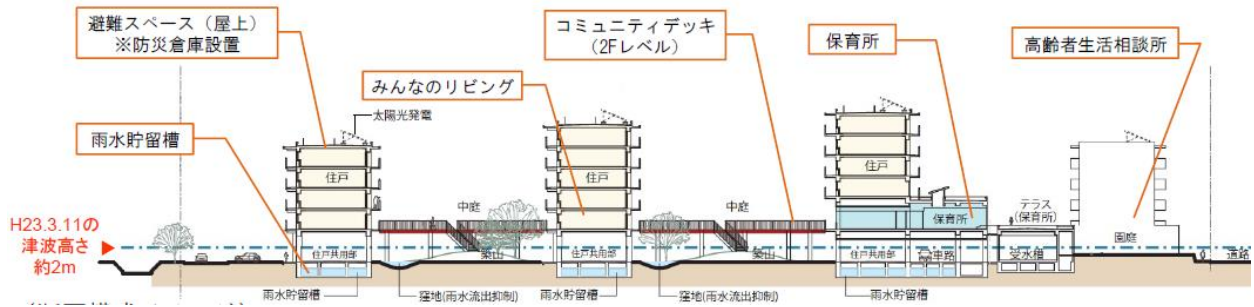 避難スペース（屋上）
※防災倉庫設置
コミュニティデッキ
（2Fレベル）
保育所
高齢者生活相談所
みんなのリビング
太陽光発電
雨水貯留槽
住戸
住戸
住戸
H23.3.11の
津波高さ
約2m
中庭
中庭
保育所
テラス
(保育所)
住戸共用部
築山
住戸共用部
築山
住戸共用部
車路
受水槽
園庭
道路
雨水貯留槽
窪地(雨水流出抑制)
雨水貯留槽
窪地(雨水流出抑制)
雨水貯留槽